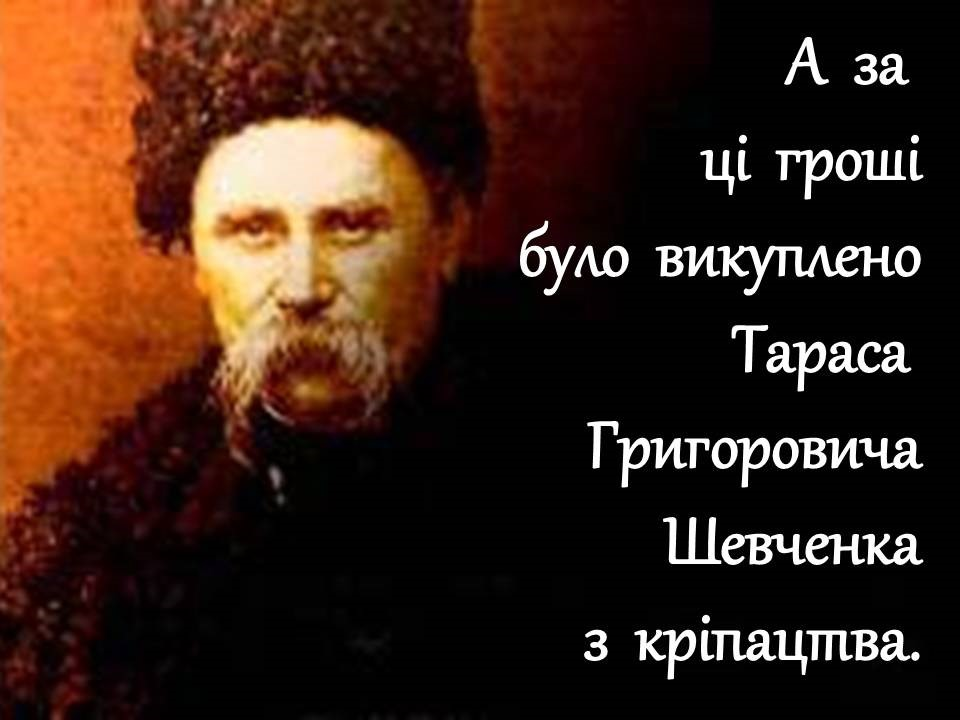 А за
ці гроші
було викуплено
Тараса
Григоровича
Шевченка
з кріпацтва.